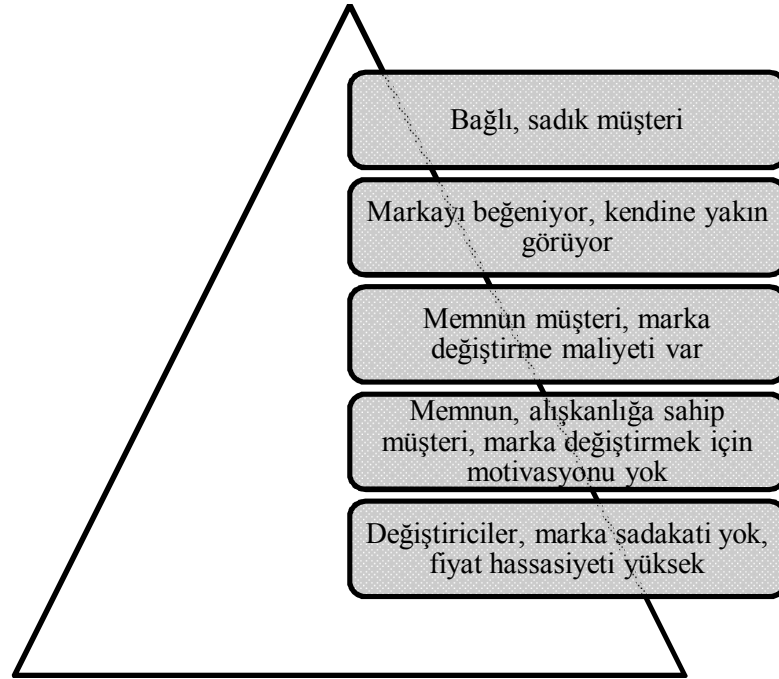 Bağlı, sadık müşteri
Markayı beğeniyor, kendine yakın
görüyor
Memnun müşteri, marka
değiştirme maliyeti var
Memnun, alışkanlığa sahip
müşteri, marka değiştirmek için
motivasyonu yok
Değiştiriciler, marka sadakati yok,
fiyat hassasiyeti yüksek